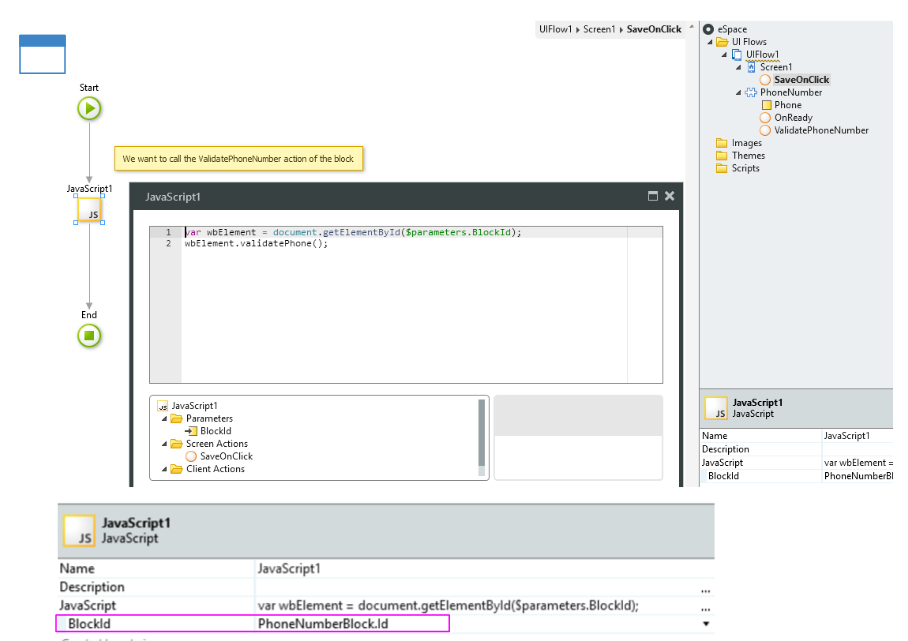 UIFlow1 ▸ Screen1 ▸ SaveOnClick
Start
We want to call the ValidatePhoneNumber action of the block
JavaScript1
JS
End
JavaScript1
1 var wbElement = document.getElementById($parameters.BlockId);
2 wbElement.validatePhone();
JS JavaScript1
Parameters
BlockId
Screen Actions
SaveOnClick
Client Actions
eSpace
UI Flows
UIFlow1
Screen1
SaveOnClick
PhoneNumber
Phone
OnReady
ValidatePhoneNumber
Images
Themes
Scripts
JavaScript1
JS JavaScript
Name JavaScript1
Description
JavaScript var wbElement =
BlockId PhoneNumberBl
JavaScript1
JS JavaScript
Name JavaScript1
Description ...
JavaScript var wbElement = document.getElementById($parameters.BlockId); ...
BlockId PhoneNumberBlock.Id